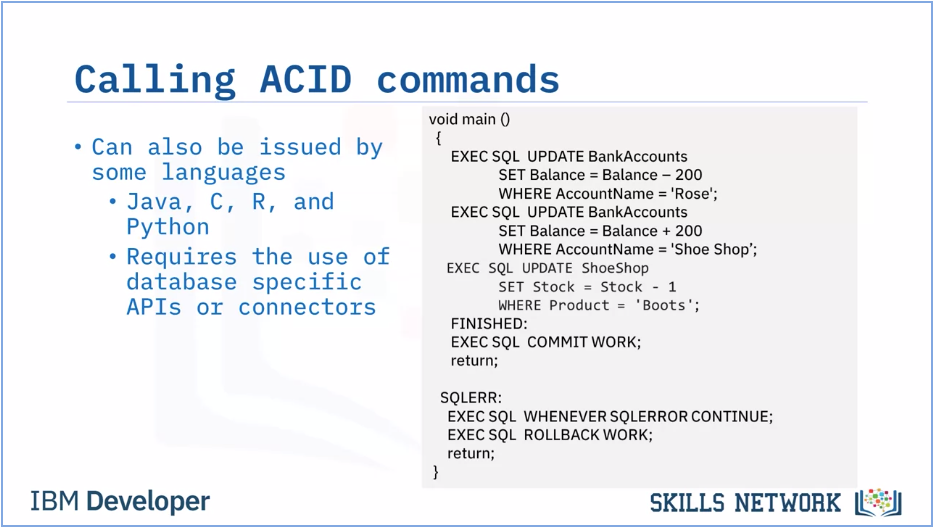 Calling ACID commands
• Can also be issued by
some languages
• Java, C, R, and
Python
• Requires the use of
database specific
APIs or connectors
void main ()
{
EXEC SQL UPDATE BankAccounts
SET Balance = Balance – 200
WHERE AccountName = 'Rose';
EXEC SQL UPDATE BankAccounts
SET Balance = Balance + 200
WHERE AccountName = 'Shoe Shop’;
EXEC SQL UPDATE ShoeShop
SET Stock = Stock - 1
WHERE Product = 'Boots';
FINISHED:
EXEC SQL COMMIT WORK;
return;
SQLERR:
EXEC SQL WHENEVER SQLERROR CONTINUE;
EXEC SQL ROLLBACK WORK;
return;
}
IBM Developer
SKILLS NETWORK